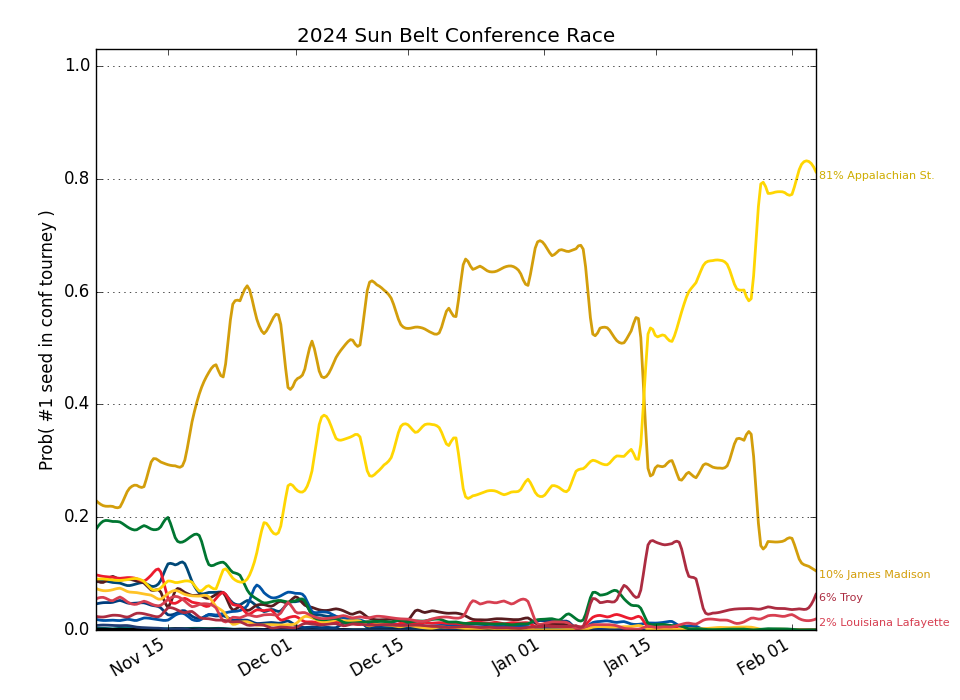 2024 Sun Belt Conference Race
Prob( #1 seed in conf tourney )
1.0
0.8
0.6
0.4
0.2
0.0
Nov 15
Dec 01
Dec 15
Jan 01
Jan 15
Feb 01
81% Appalachian St.
10% James Madison
6% Troy
2% Louisiana Lafayette